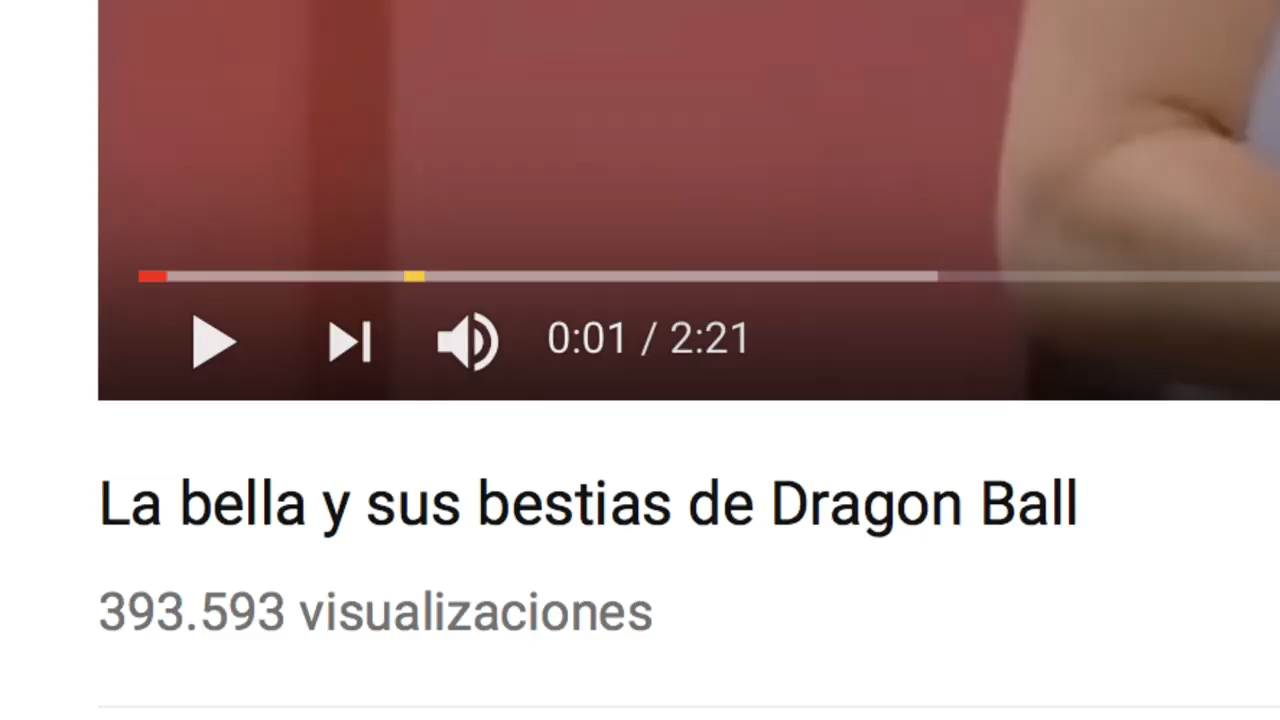 0:01 / 2:21
La bella y sus bestias de Dragon Ball
393.593 visualizaciones